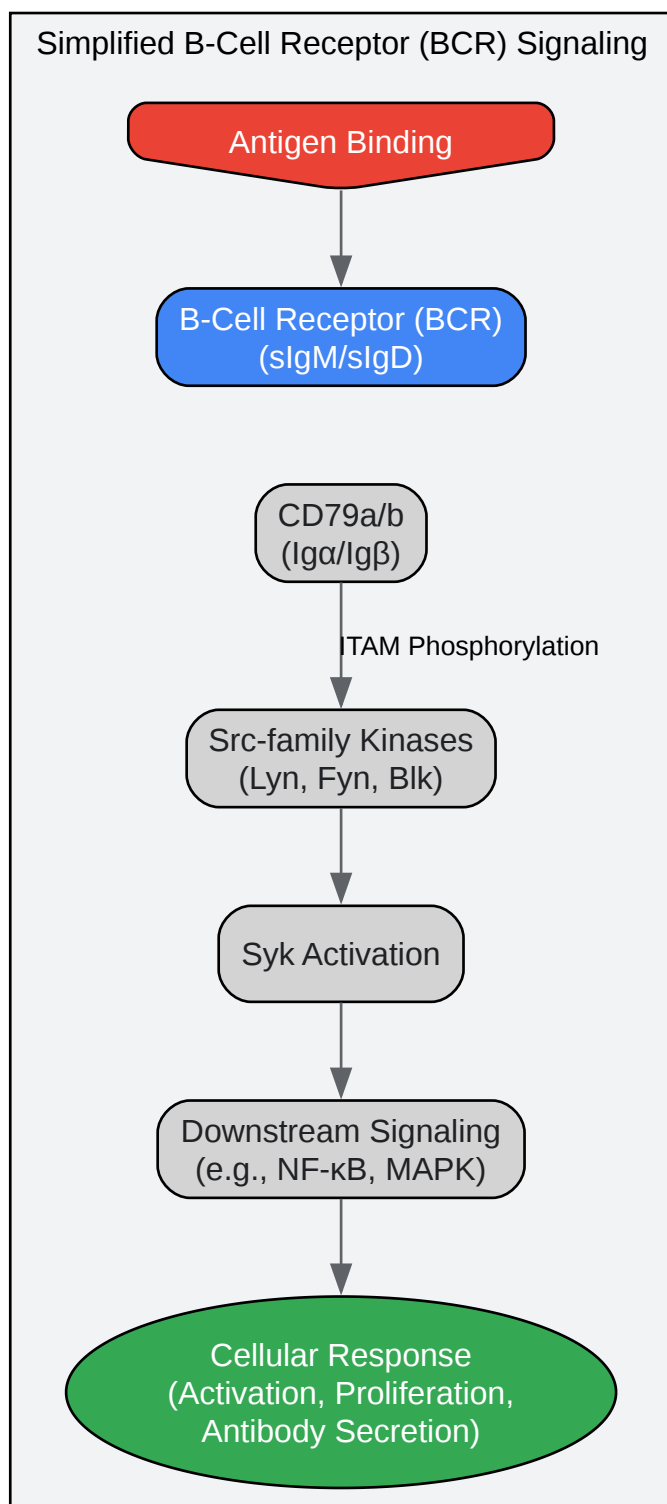 Simplified B-Cell Receptor (BCR) Signaling
Antigen Binding
B-Cell Receptor (BCR)
(sIgM/sIgD)
CD79a/b
(Igα/Igβ)
ITAM Phosphorylation
Src-family Kinases
(Lyn, Fyn, Blk)
Syk Activation
Downstream Signaling
(e.g., NF-κB, MAPK)
Cellular Response
(Activation, Proliferation,
Antibody Secretion)